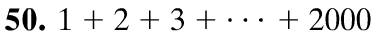 50. 1 + 2 + 3 + · · · + 2000